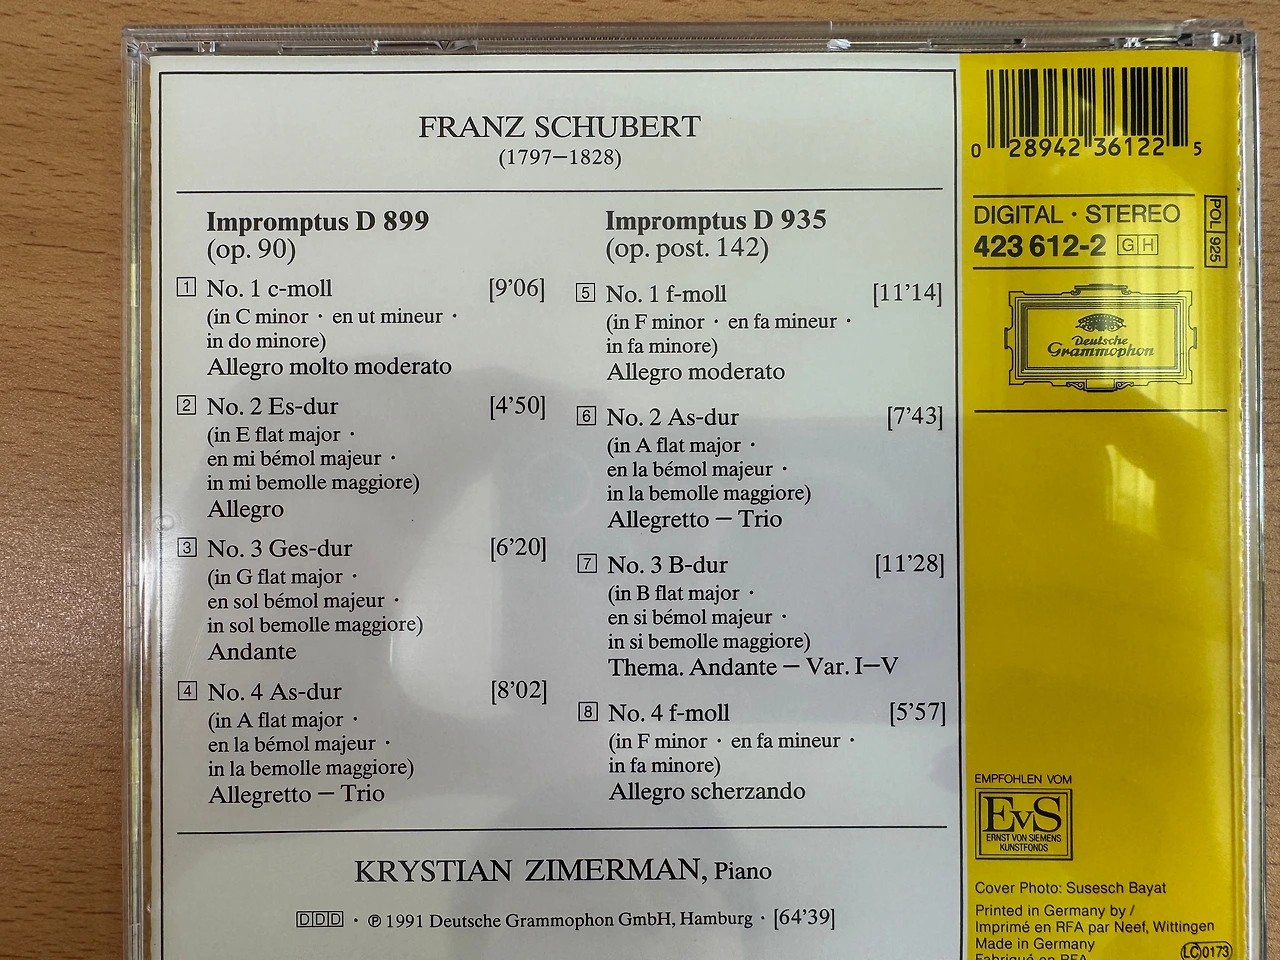 FRANZ SCHUBERT
(1797–1828)
Impromptus D 899
(op. 90)
1 No. 1 c-moll [9’06]
(in C minor · en ut mineur ·
in do minore)
Allegro molto moderato
2 No. 2 Es-dur [4’50]
(in E flat major ·
en mi bémol majeur ·
in mi bemolle maggiore)
Allegro
3 No. 3 Ges-dur [6’20]
(in G flat major ·
en sol bémol majeur ·
in sol bemolle maggiore)
Andante
4 No. 4 As-dur [8’02]
(in A flat major ·
en la bémol majeur ·
in la bemolle maggiore)
Allegretto – Trio
Impromptus D 935
(op. post. 142)
5 No. 1 f-moll [11’14]
(in F minor · en fa mineur ·
in fa minore)
Allegro moderato
6 No. 2 As-dur [7’43]
(in A flat major ·
en la bémol majeur ·
in la bemolle maggiore)
Allegretto – Trio
7 No. 3 B-dur [11’28]
(in B flat major ·
en si bémol majeur ·
in si bemolle maggiore)
Thema. Andante – Var. I–V
8 No. 4 f-moll [5’57]
(in F minor · en fa mineur ·
in fa minore)
Allegro scherzando
KRYSTIAN ZIMERMAN, Piano
DDD · ℗ 1991 Deutsche Grammophon GmbH, Hamburg · [64’39]
0 28942 36122 5
DIGITAL · STEREO
423 612-2 GH
POL 925
Deutsche
Grammophon
EMPFOHLEN VOM
EvS
ERNST VON SIEMENS
KUNSTFONDS
Cover Photo: Susesch Bayat
Printed in Germany by /
Imprimé en RFA par Neef, Wittingen
Made in Germany
Fabriqué en RFA
LC 0173